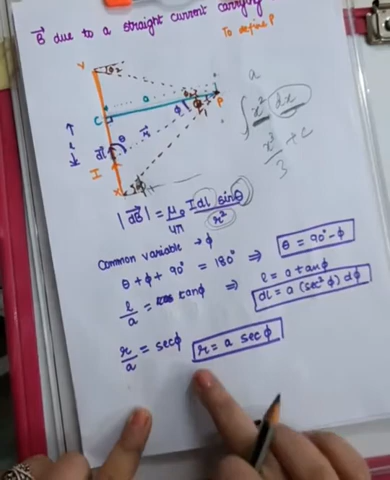 B⃗ due to a straight current carrying
To define P
Y
a
a
P
∫ x² dx
C
θ
r⃗
ϕ
l
dl
x³/3 + c
I
X
|dB⃗| = μ₀/4π Idl sinθ/r²
Common variable → ϕ
θ + ϕ + 90° = 180° ⇒ θ = 90° - ϕ
l/a = tanϕ ⇒ l = a tanϕ
dl = a (sec²ϕ) dϕ
r/a = secϕ r = a secϕ